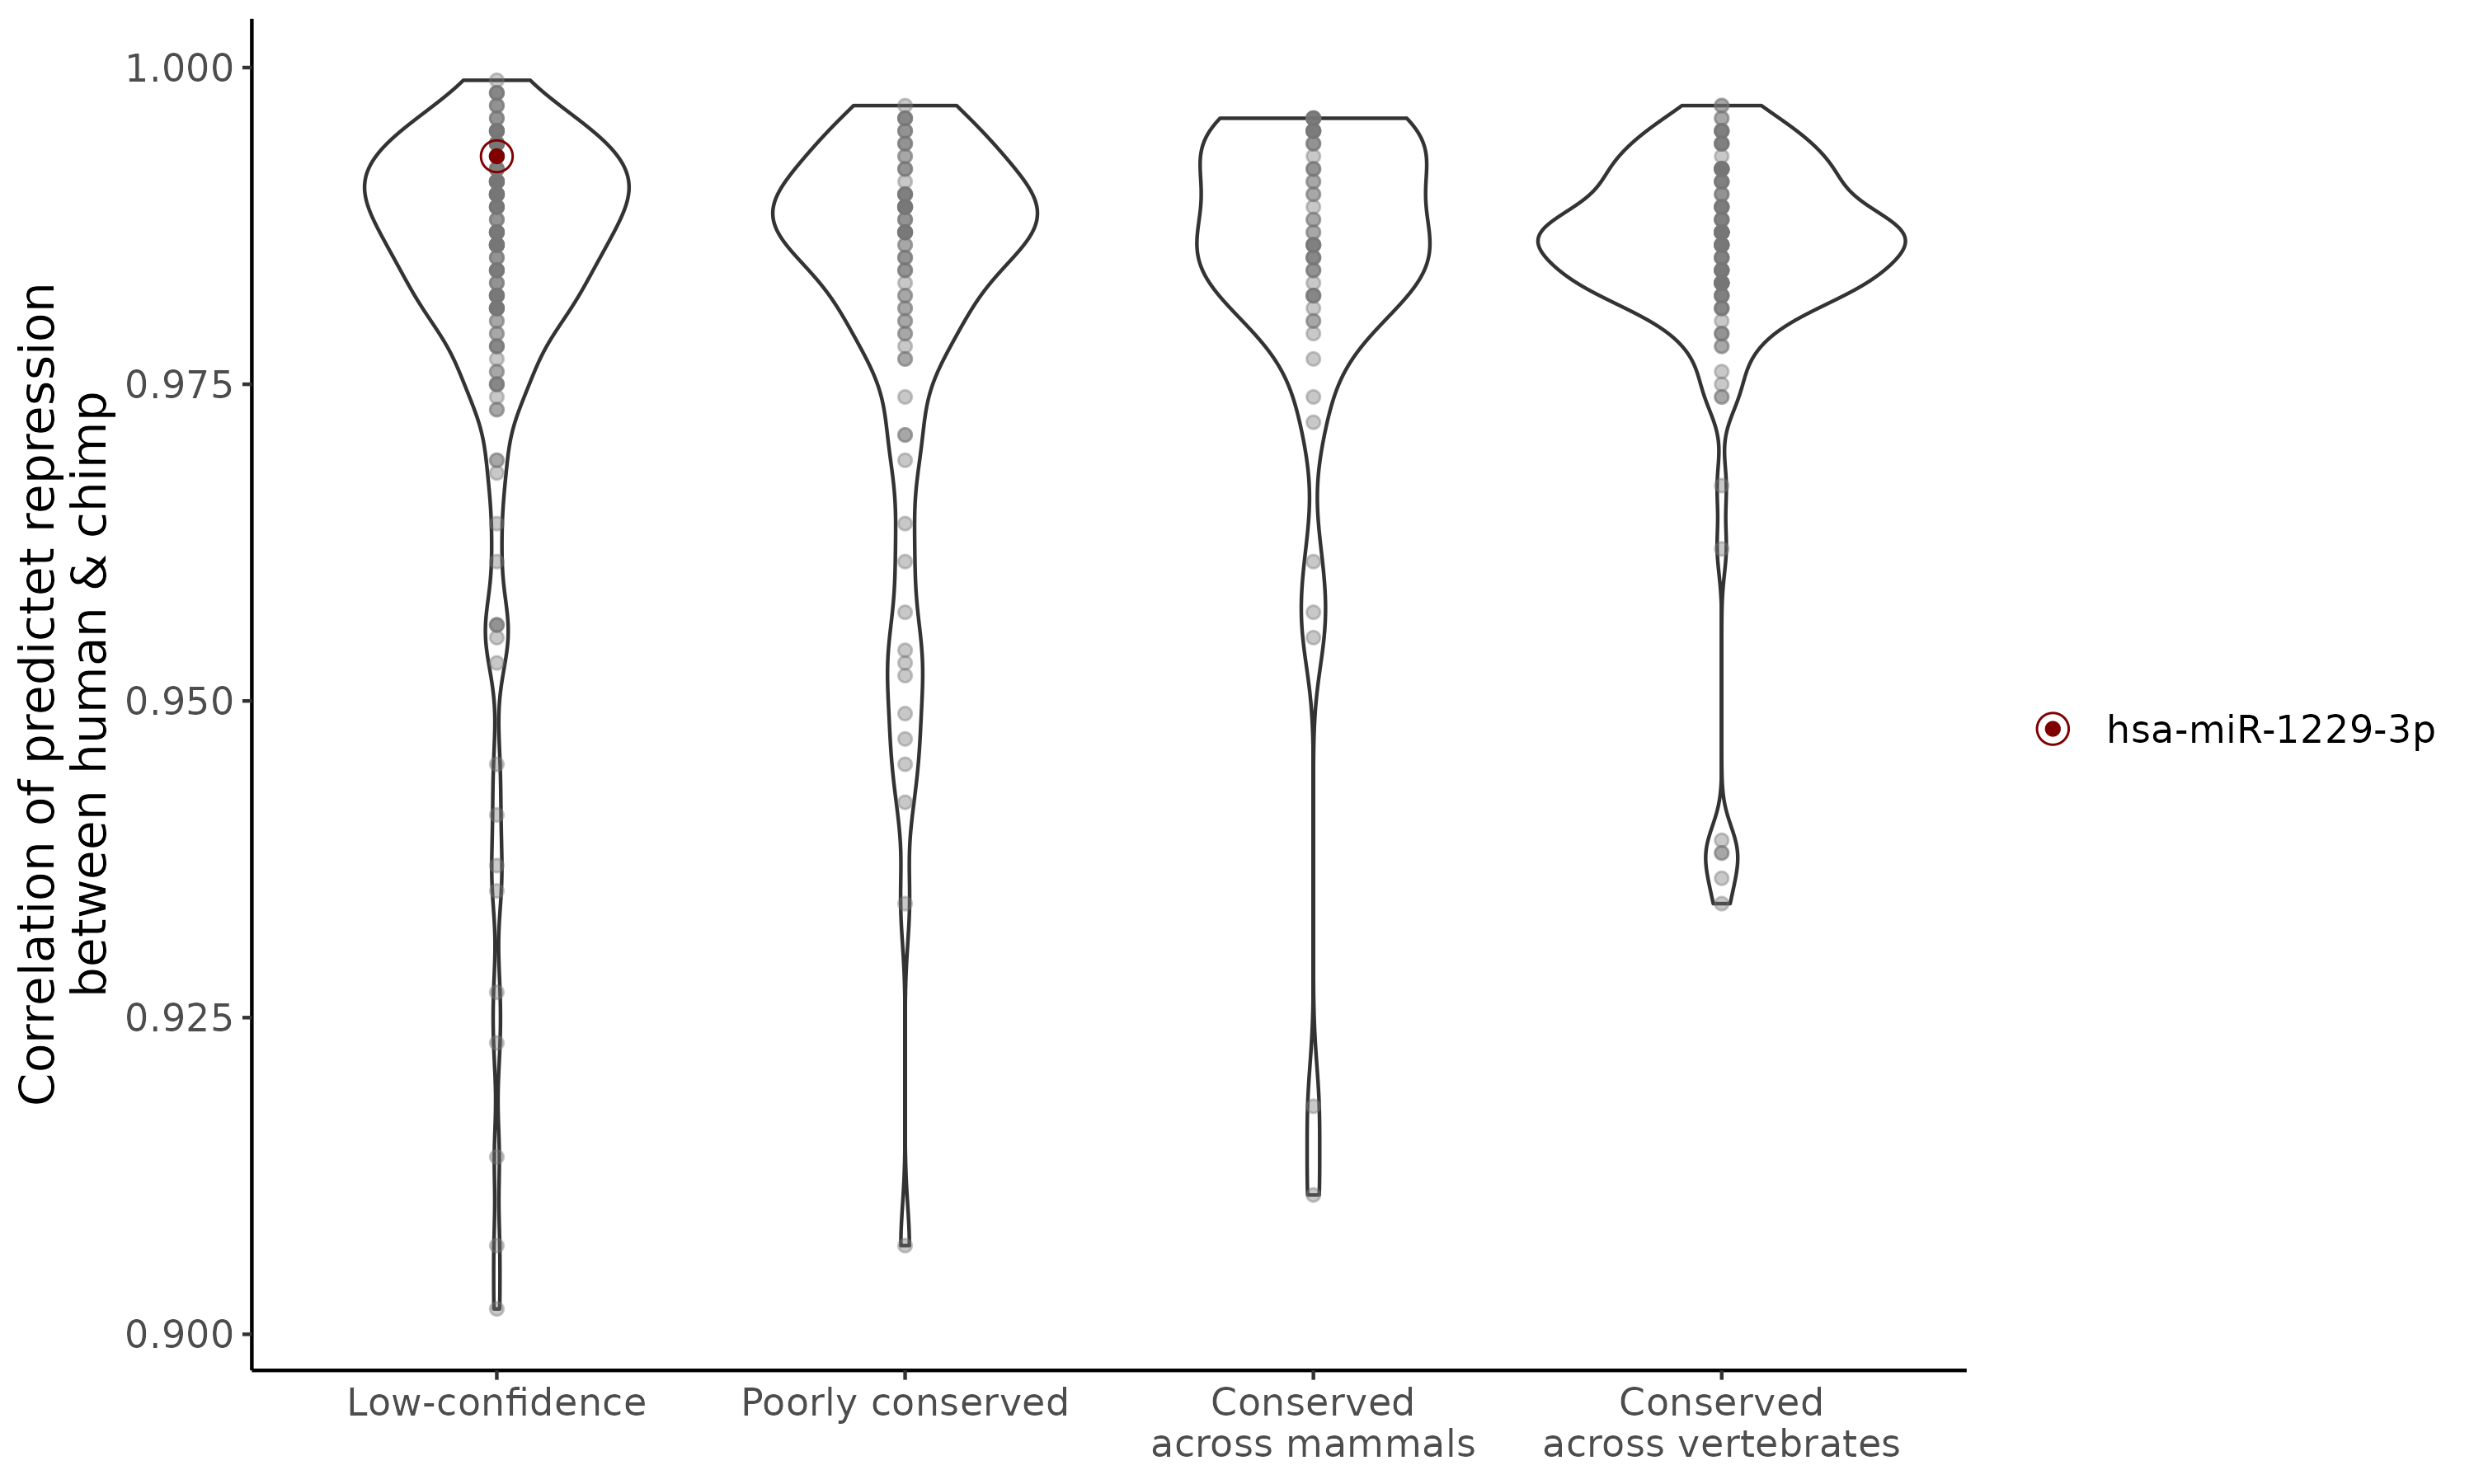 Correlation of predictet repression
between human & chimp
1.000
0.975
0.950
0.925
0.900
Low-confidence
Poorly conserved
Conserved
across mammals
Conserved
across vertebrates
hsa-miR-1229-3p